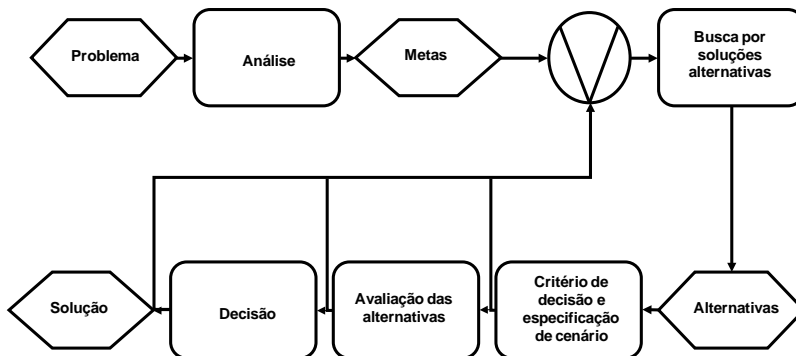 Problema
Análise
Metas
Busca por
soluções
alternativas
Solução
Decisão
Avaliação das
alternativas
Critério de
decisão e
especificação
de cenário
Alternativas